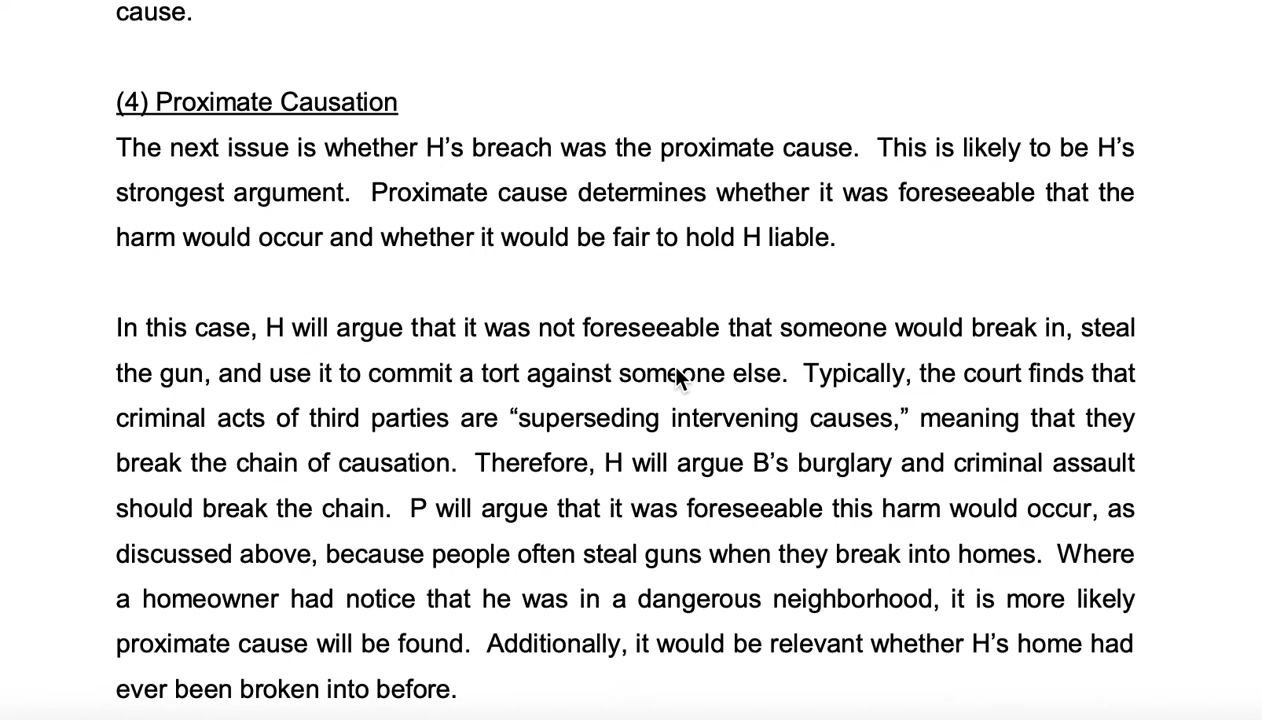 cause.
(4) Proximate Causation
The next issue is whether H’s breach was the proximate cause.  This is likely to be H’s
strongest argument.  Proximate cause determines whether it was foreseeable that the
harm would occur and whether it would be fair to hold H liable.
In this case, H will argue that it was not foreseeable that someone would break in, steal
the gun, and use it to commit a tort against someone else.  Typically, the court finds that
criminal acts of third parties are “superseding intervening causes,” meaning that they
break the chain of causation.  Therefore, H will argue B’s burglary and criminal assault
should break the chain.  P will argue that it was foreseeable this harm would occur, as
discussed above, because people often steal guns when they break into homes.  Where
a homeowner had notice that he was in a dangerous neighborhood, it is more likely
proximate cause will be found.  Additionally, it would be relevant whether H’s home had
ever been broken into before.